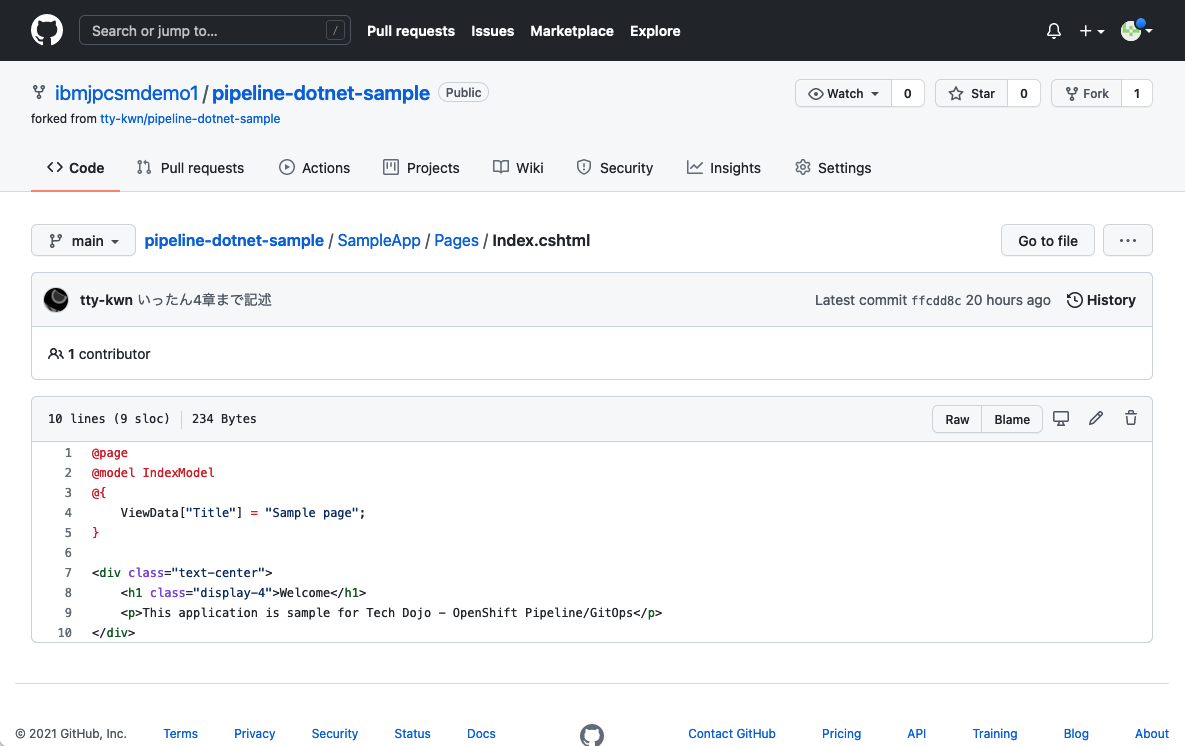 Search or jump to... /
Pull requests Issues Marketplace Explore
ibmjpcsmdemo1 / pipeline-dotnet-sample Public
Watch 0 Star 0 Fork 1
forked from tty-kwn/pipeline-dotnet-sample
Code Pull requests Actions Projects Wiki Security Insights Settings
main pipeline-dotnet-sample / SampleApp / Pages / Index.cshtml
Go to file ...
tty-kwn いったん4章まで記述
Latest commit ffcdd8c 20 hours ago History
1 contributor
10 lines (9 sloc) 234 Bytes
Raw Blame
1 @page
2 @model IndexModel
3 @{
4     ViewData["Title"] = "Sample page";
5 }
6
7 <div class="text-center">
8     <h1 class="display-4">Welcome</h1>
9     <p>This application is sample for Tech Dojo - OpenShift Pipeline/GitOps</p>
10 </div>
© 2021 GitHub, Inc. Terms Privacy Security Status Docs Contact GitHub Pricing API Training Blog About